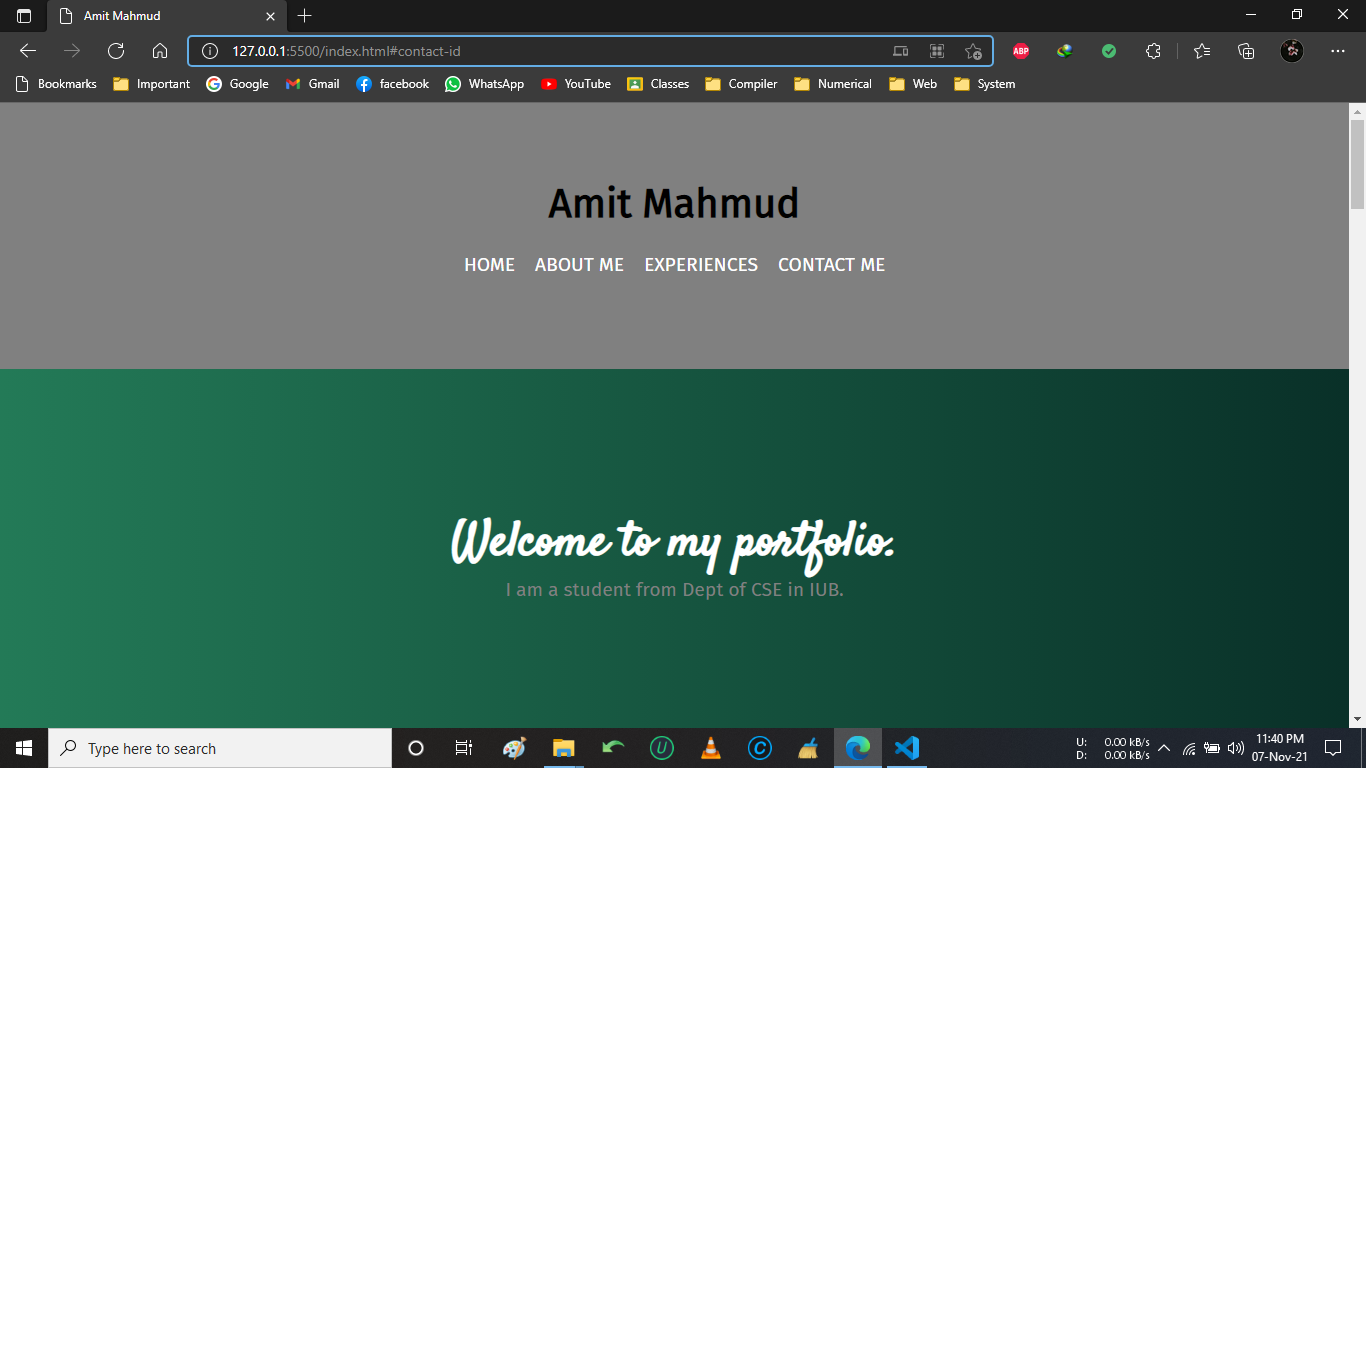 Amit Mahmud
127.0.0.1:5500/index.html#contact-id
ABP
Bookmarks Important Google Gmail facebook WhatsApp YouTube Classes Compiler Numerical Web System
Amit Mahmud
HOME ABOUT ME EXPERIENCES CONTACT ME
Welcome to my portfolio.
I am a student from Dept of CSE in IUB.
Type here to search
U: 0.00 kB/s
D: 0.00 kB/s
11:40 PM
07-Nov-21